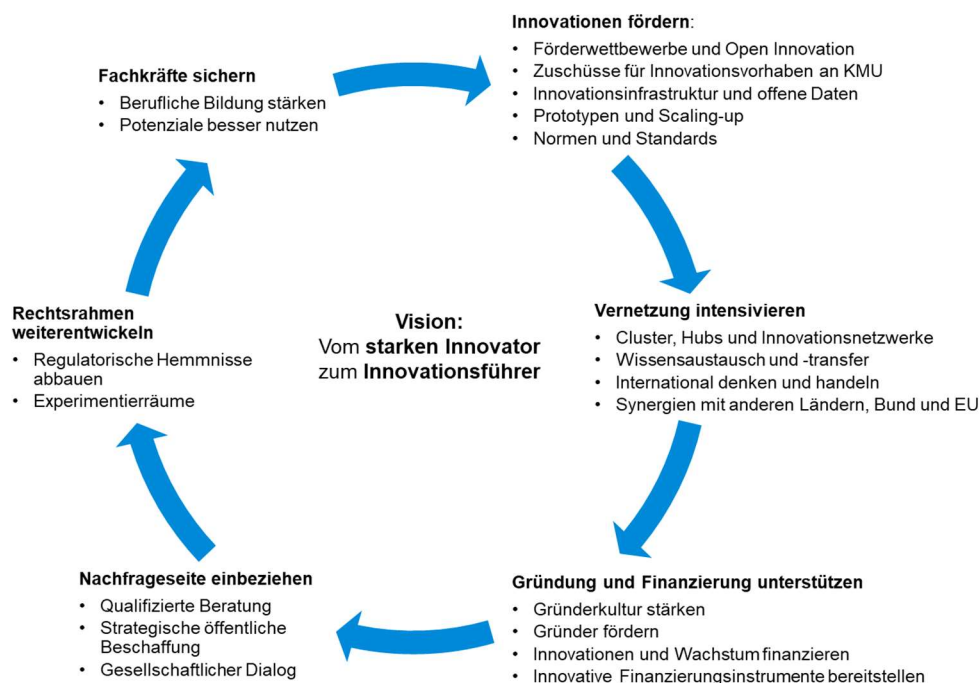 Innovationen fördern:
• Förderwettbewerbe und Open Innovation
• Zuschüsse für Innovationsvorhaben an KMU
• Innovationsinfrastruktur und offene Daten
• Prototypen und Scaling-up
• Normen und Standards
Vernetzung intensivieren
• Cluster, Hubs und Innovationsnetzwerke
• Wissensaustausch und -transfer
• International denken und handeln
• Synergien mit anderen Ländern, Bund und EU
Gründung und Finanzierung unterstützen
• Gründerkultur stärken
• Gründer fördern
• Innovationen und Wachstum finanzieren
• Innovative Finanzierungsinstrumente bereitstellen
Nachfrageseite einbeziehen
• Qualifizierte Beratung
• Strategische öffentliche
Beschaffung
• Gesellschaftlicher Dialog
Rechtsrahmen
weiterentwickeln
• Regulatorische Hemmnisse
abbauen
• Experimentierräume
Fachkräfte sichern
• Berufliche Bildung stärken
• Potenziale besser nutzen
Vision:
Vom starken Innovator
zum Innovationsführer